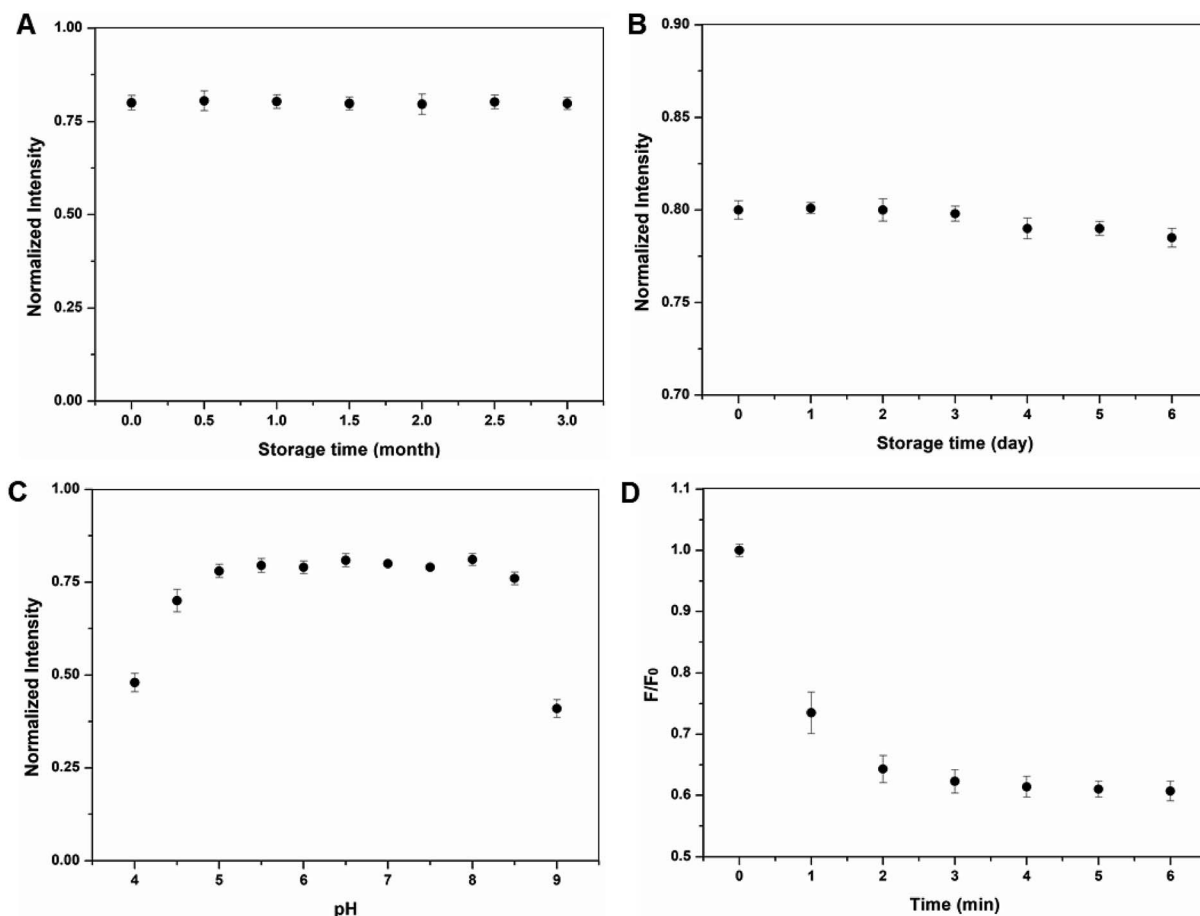 A
1.00
0.75
0.50
0.25
0.00
Normalized Intensity
0.0 0.5 1.0 1.5 2.0 2.5 3.0
Storage time (month)
B
0.90
0.85
0.80
0.75
0.70
Normalized Intensity
0 1 2 3 4 5 6
Storage time (day)
C
1.00
0.75
0.50
0.25
0.00
Normalized Intensity
4 5 6 7 8 9
pH
D
1.1
1.0
0.9
0.8
0.7
0.6
0.5
F/F0
0 1 2 3 4 5 6
Time (min)